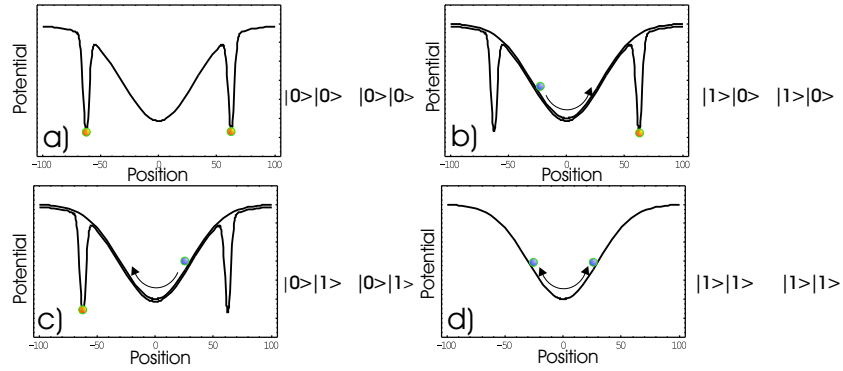 Potential
a)
−100 −50 0 50 100
Position
|0>|0> |0>|0>
Potential
b)
−100 −50 0 50 100
Position
|1>|0> |1>|0>
Potential
c)
−100 −50 0 50 100
Position
|0>|1> |0>|1>
Potential
d)
−100 −50 0 50 100
Position
|1>|1> |1>|1>